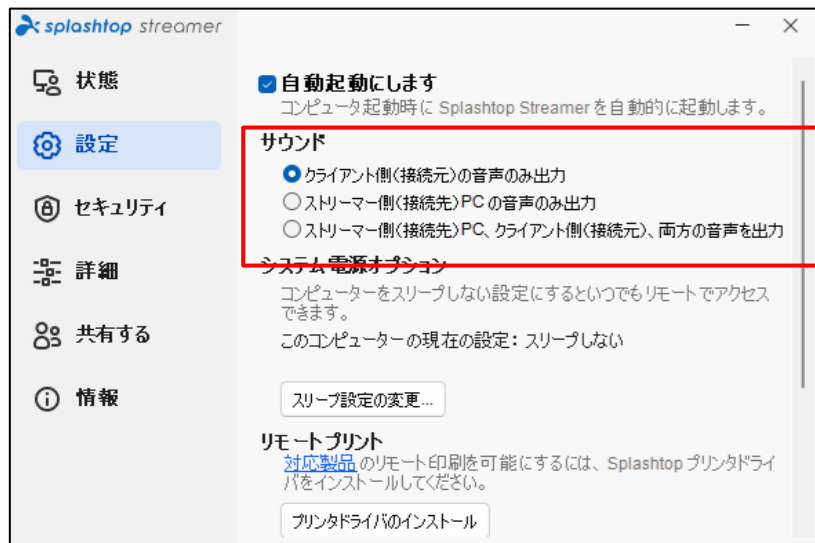 splashtop streamer
状態
設定
セキュリティ
詳細
共有する
情報
自動起動にします
コンピュータ起動時に Splashtop Streamer を自動的に起動します。
サウンド
クライアント側(接続元)の音声のみ出力
ストリーマー側(接続先)PC の音声のみ出力
ストリーマー側(接続先)PC、クライアント側(接続元)、両方の音声を出力
システム電源オプション
コンピューターをスリープしない設定にするといつでもリモートでアクセス
できます。
このコンピューターの現在の設定: スリープしない
スリープ設定の変更...
リモートプリント
対応製品 のリモート印刷を可能にするには、Splashtop プリンタドライ
バをインストールしてください。
プリンタドライバのインストール